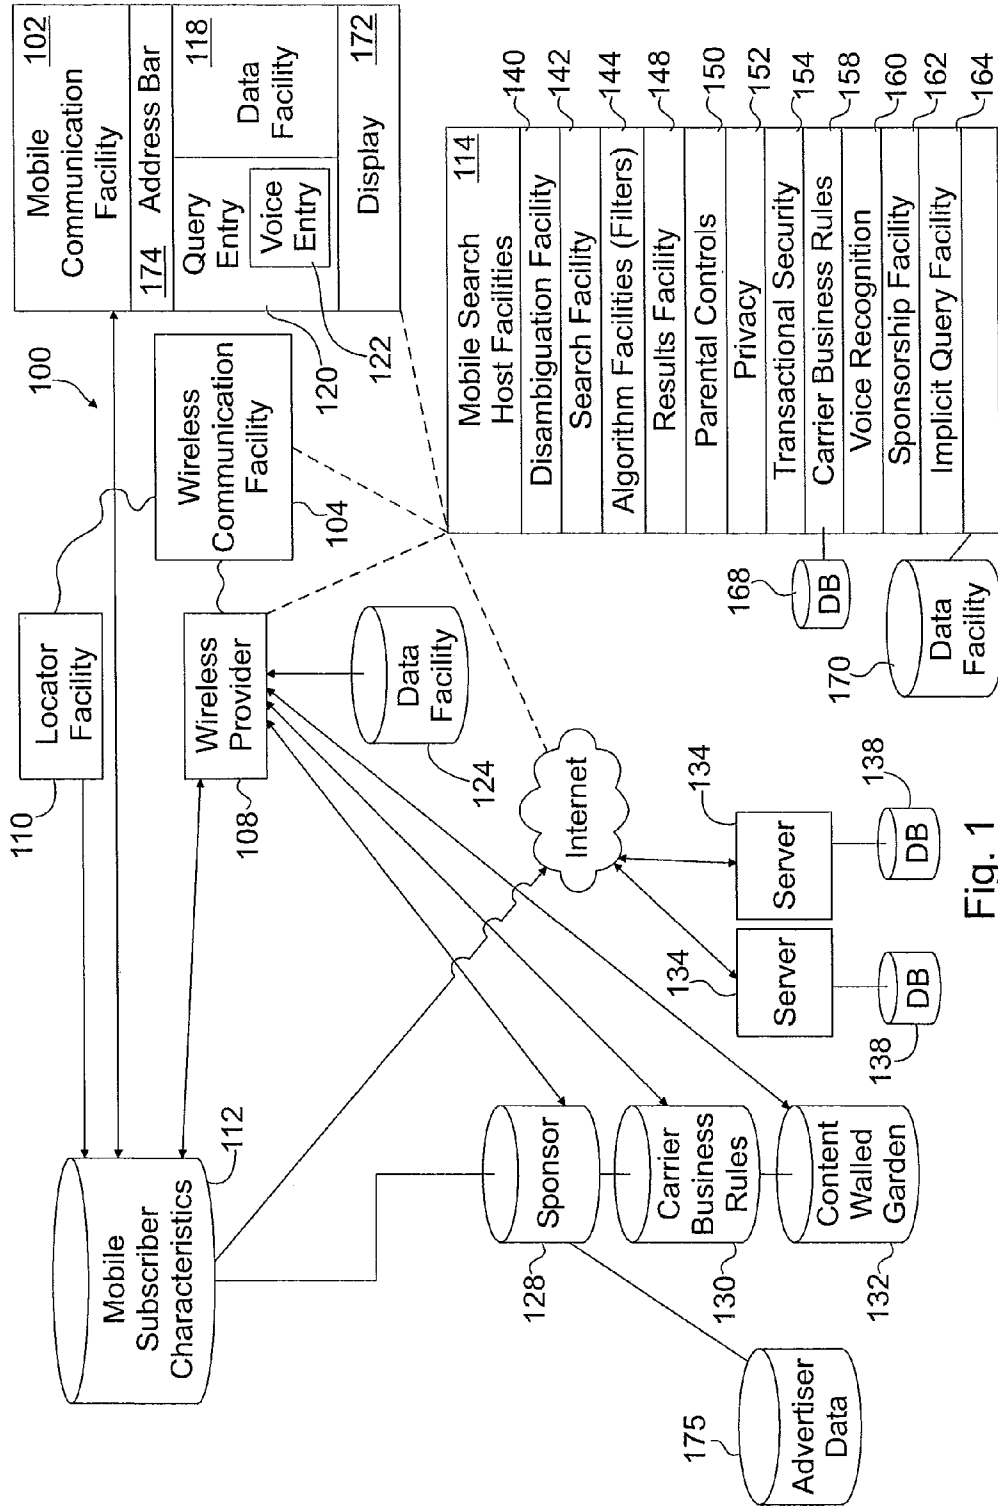 100
Mobile
Communication
Facility
102
174
Address Bar
Query
Entry
Voice
Entry
118
Data
Facility
Display
172
120
122
Wireless
Communication
Facility
104
Locator
Facility
110
Wireless
Provider
108
Data
Facility
124
Mobile
Subscriber
Characteristics
112
Internet
Sponsor
128
Carrier
Business
Rules
130
Content
Walled
Garden
132
Advertiser
Data
175
Server
134
DB
138
Server
134
DB
138
Mobile Search
Host Facilities
114
Disambiguation Facility
140
Search Facility
142
Algorithm Facilities (Filters)
144
Results Facility
148
Parental Controls
150
Privacy
152
Transactional Security
154
Carrier Business Rules
158
Voice Recognition
160
Sponsorship Facility
162
Implicit Query Facility
164
168
DB
170
Data
Facility
Fig. 1